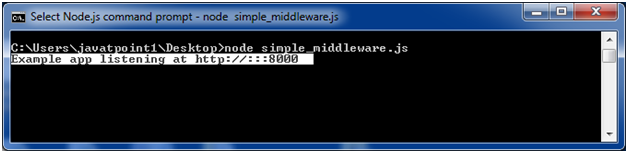 Select Node.js command prompt - node  simple_middleware.js
C:\Users\javatpoint1\Desktop>node simple_middleware.js
Example app listening at http://:::8000